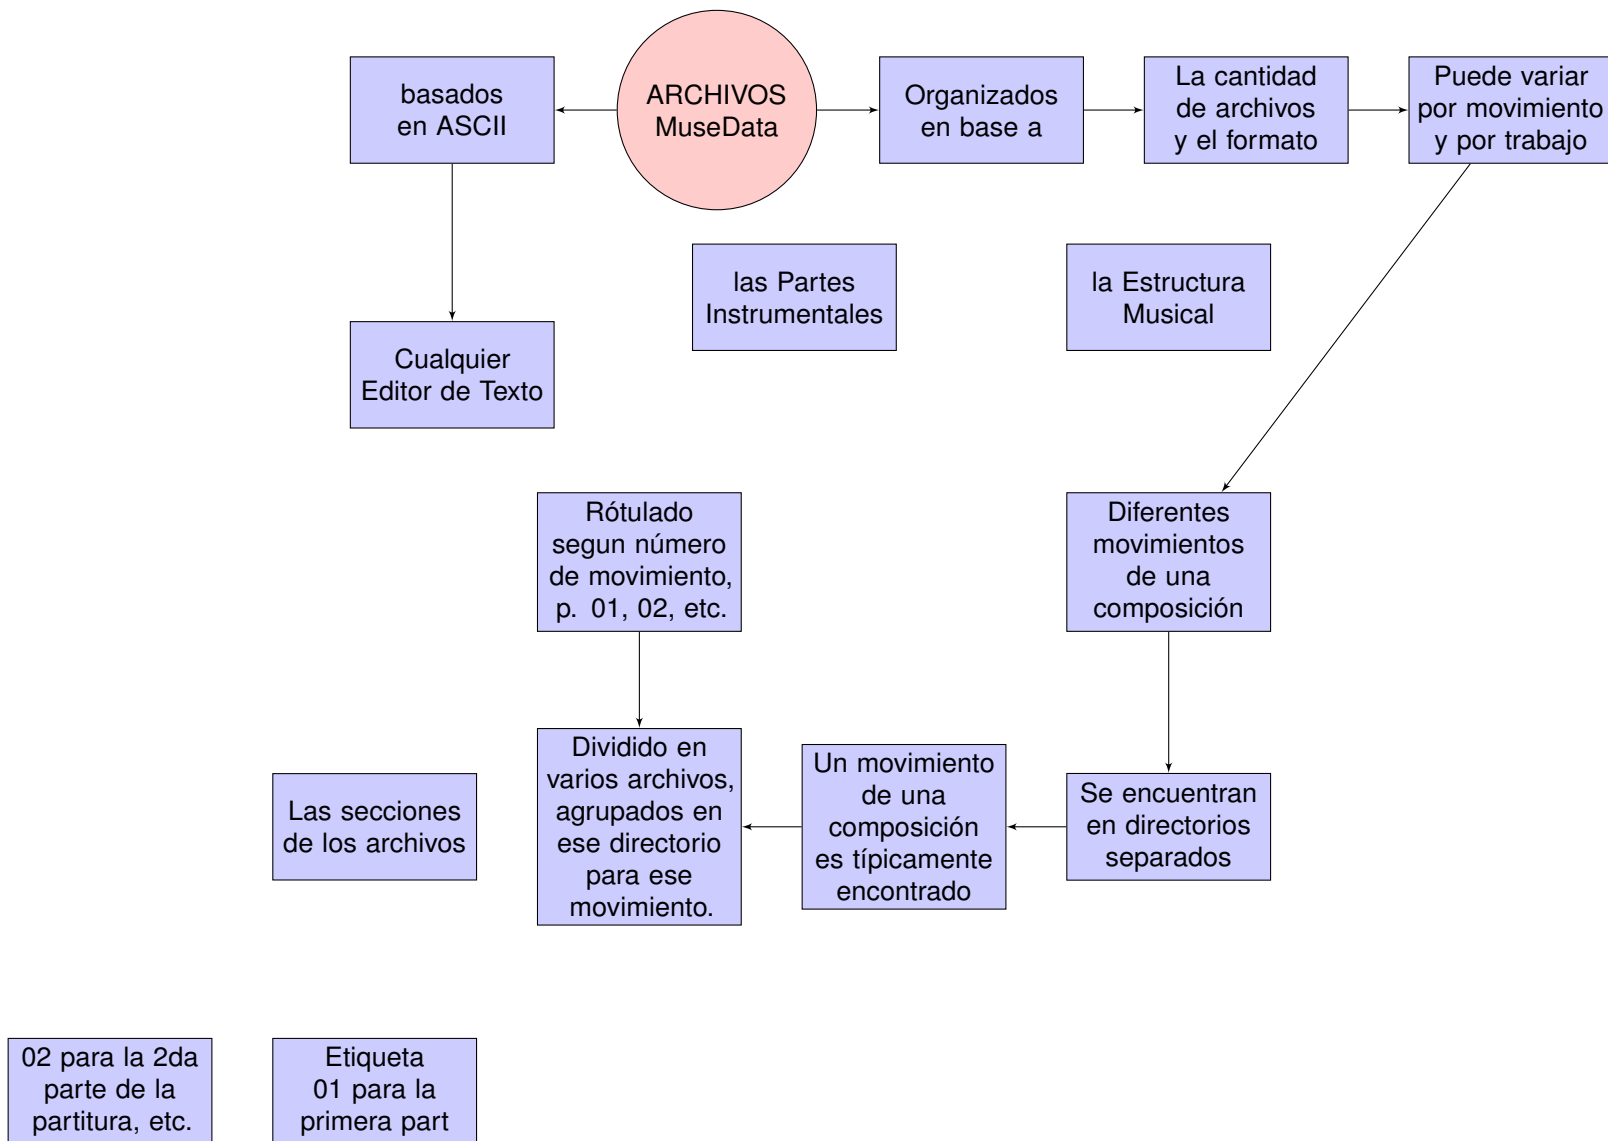 basados
en ASCII
ARCHIVOS
MuseData
Organizados
en base a
La cantidad
de archivos
y el formato
Puede variar
por movimiento
y por trabajo
las Partes
Instrumentales
la Estructura
Musical
Cualquier
Editor de Texto
Rótulado
segun número
de movimiento,
p. 01, 02, etc.
Diferentes
movimientos
de una
composición
Las secciones
de los archivos
Dividido en
varios archivos,
agrupados en
ese directorio
para ese
movimiento.
Un movimiento
de una
composición
es típicamente
encontrado
Se encuentran
en directorios
separados
02 para la 2da
parte de la
partitura, etc.
Etiqueta
01 para la
primera part